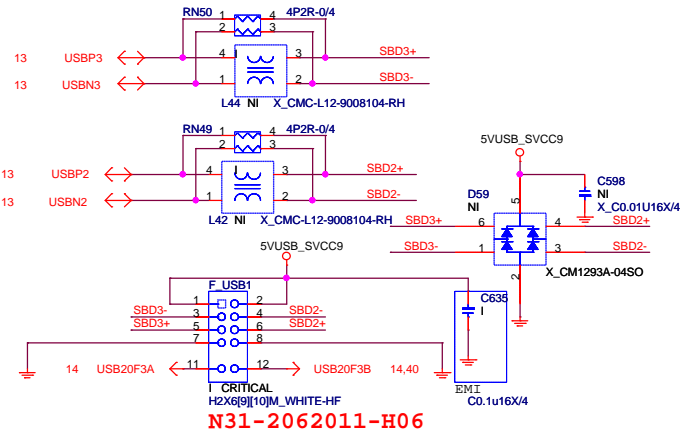 RN50 1 4 4P2R-0/4
2 3
13 USBP3 4 I 3 SBD3+
13 USBN3 1 2 SBD3-
L44 NI X_CMC-L12-9008104-RH
RN49 1 4 4P2R-0/4
2 3
13 USBP2 4 I 3 SBD2+
13 USBN2 1 2 SBD2-
L42 NI X_CMC-L12-9008104-RH
5VUSB_SVCC9
C598
NI
X_C0.01U16X/4
D59
NI
5
SBD3+ 6 4 SBD2+
SBD3- 1 3 SBD2-
2
X_CM1293A-04SO
5VUSB_SVCC9
F_USB1
1 2
SBD3- 3 4 SBD2-
SBD3+ 5 6 SBD2+
7 8
14 USB20F3A 11 12 USB20F3B 14,40
I CRITICAL
H2X6[9][10]M_WHITE-HF
C635
I
EMI
C0.1u16X/4
N31-2062011-H06